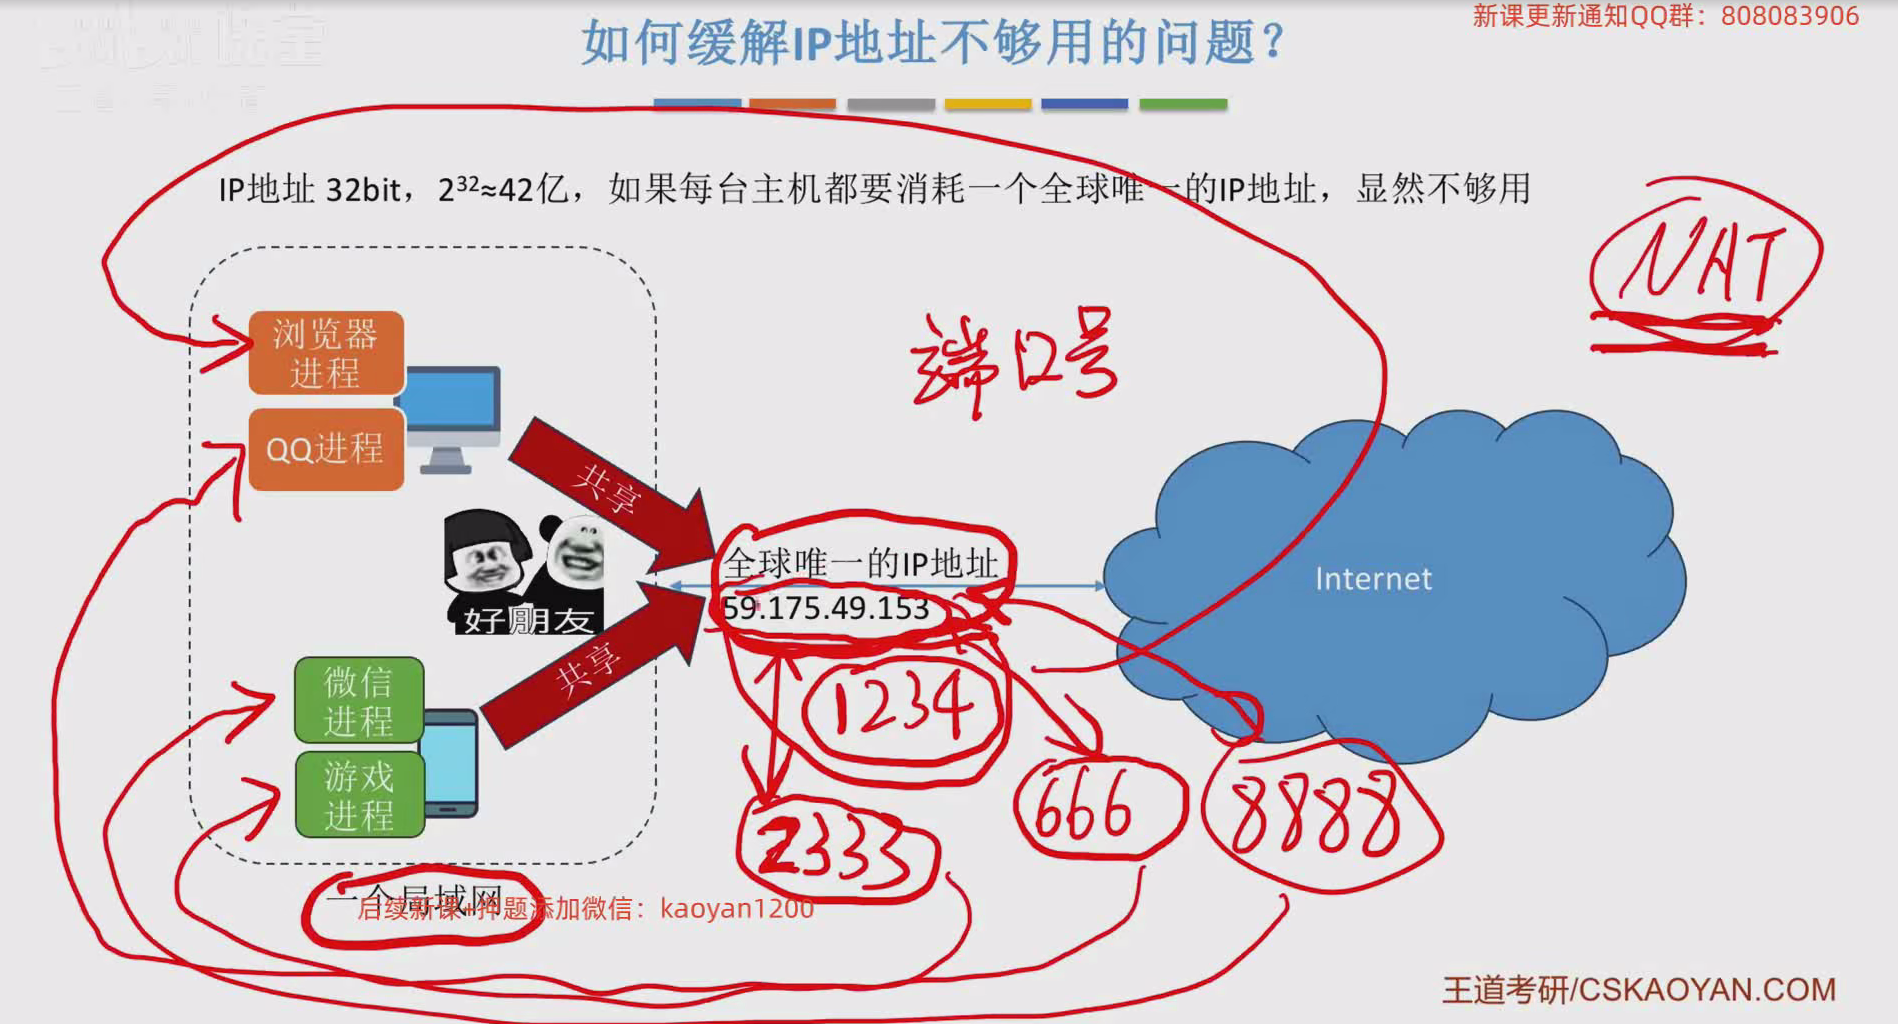 新课更新通知QQ群：808083906
如何缓解IP地址不够用的问题？
IP地址 32bit，2³²≈42亿，如果每台主机都要消耗一个全球唯一的IP地址，显然不够用
NAT
浏览器
进程
端口号
QQ进程
共享
全球唯一的IP地址
Internet
59.175.49.153
好朋友
共享
微信
进程
1234
游戏
进程
666
8888
2333
一个局域网
后续新课+押题添加微信：kaoyan1200
王道考研/CSKAOYAN.COM